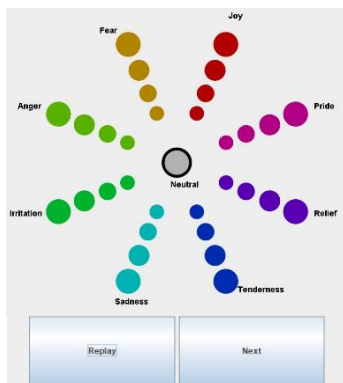 Joy
Fear
Anger
Pride
Neutral
Irritation
Relief
Tenderness
Sadness
Replay
Next